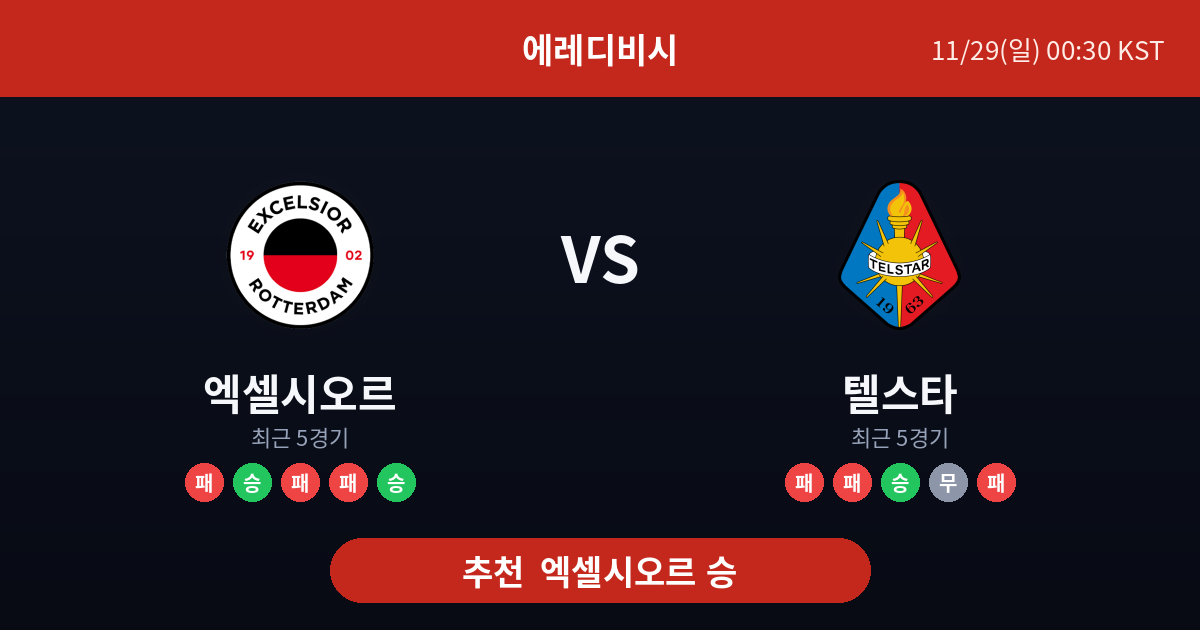 에레디비시
11/29(일) 00:30 KST
EXCELSIOR
19 02
ROTTERDAM
VS
TELSTAR
19 63
엑셀시오르
텔스타
최근 5경기
최근 5경기
패 승 패 패 승
패 패 승 무 패
추천 엑셀시오르 승